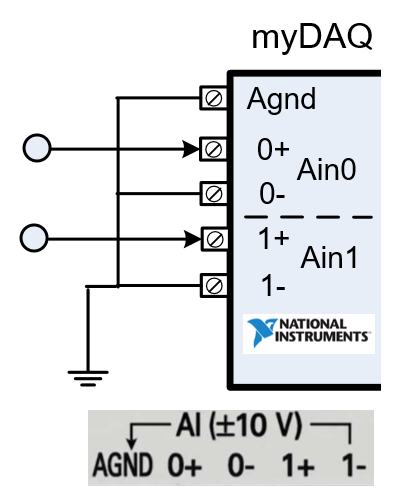 myDAQ
Agnd
0+
Ain0
0-
1+
Ain1
1-
NATIONAL
INSTRUMENTS
AI (±10 V)
AGND 0+ 0- 1+ 1-